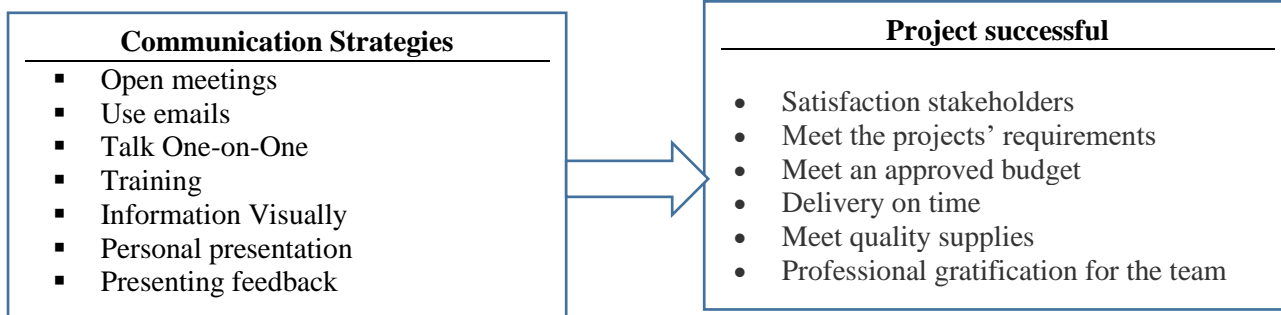 Communication Strategies
▪ Open meetings
▪ Use emails
▪ Talk One-on-One
▪ Training
▪ Information Visually
▪ Personal presentation
▪ Presenting feedback
Project successful
• Satisfaction stakeholders
• Meet the projects’ requirements
• Meet an approved budget
• Delivery on time
• Meet quality supplies
• Professional gratification for the team